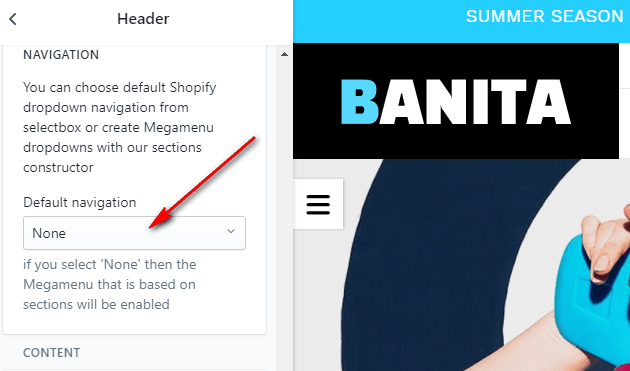 Header
NAVIGATION
You can choose default Shopify
dropdown navigation from
selectbox or create Megamenu
dropdowns with our sections
constructor
Default navigation
None
if you select 'None' then the
Megamenu that is based on
sections will be enabled
CONTENT
SUMMER SEASON
BANITA